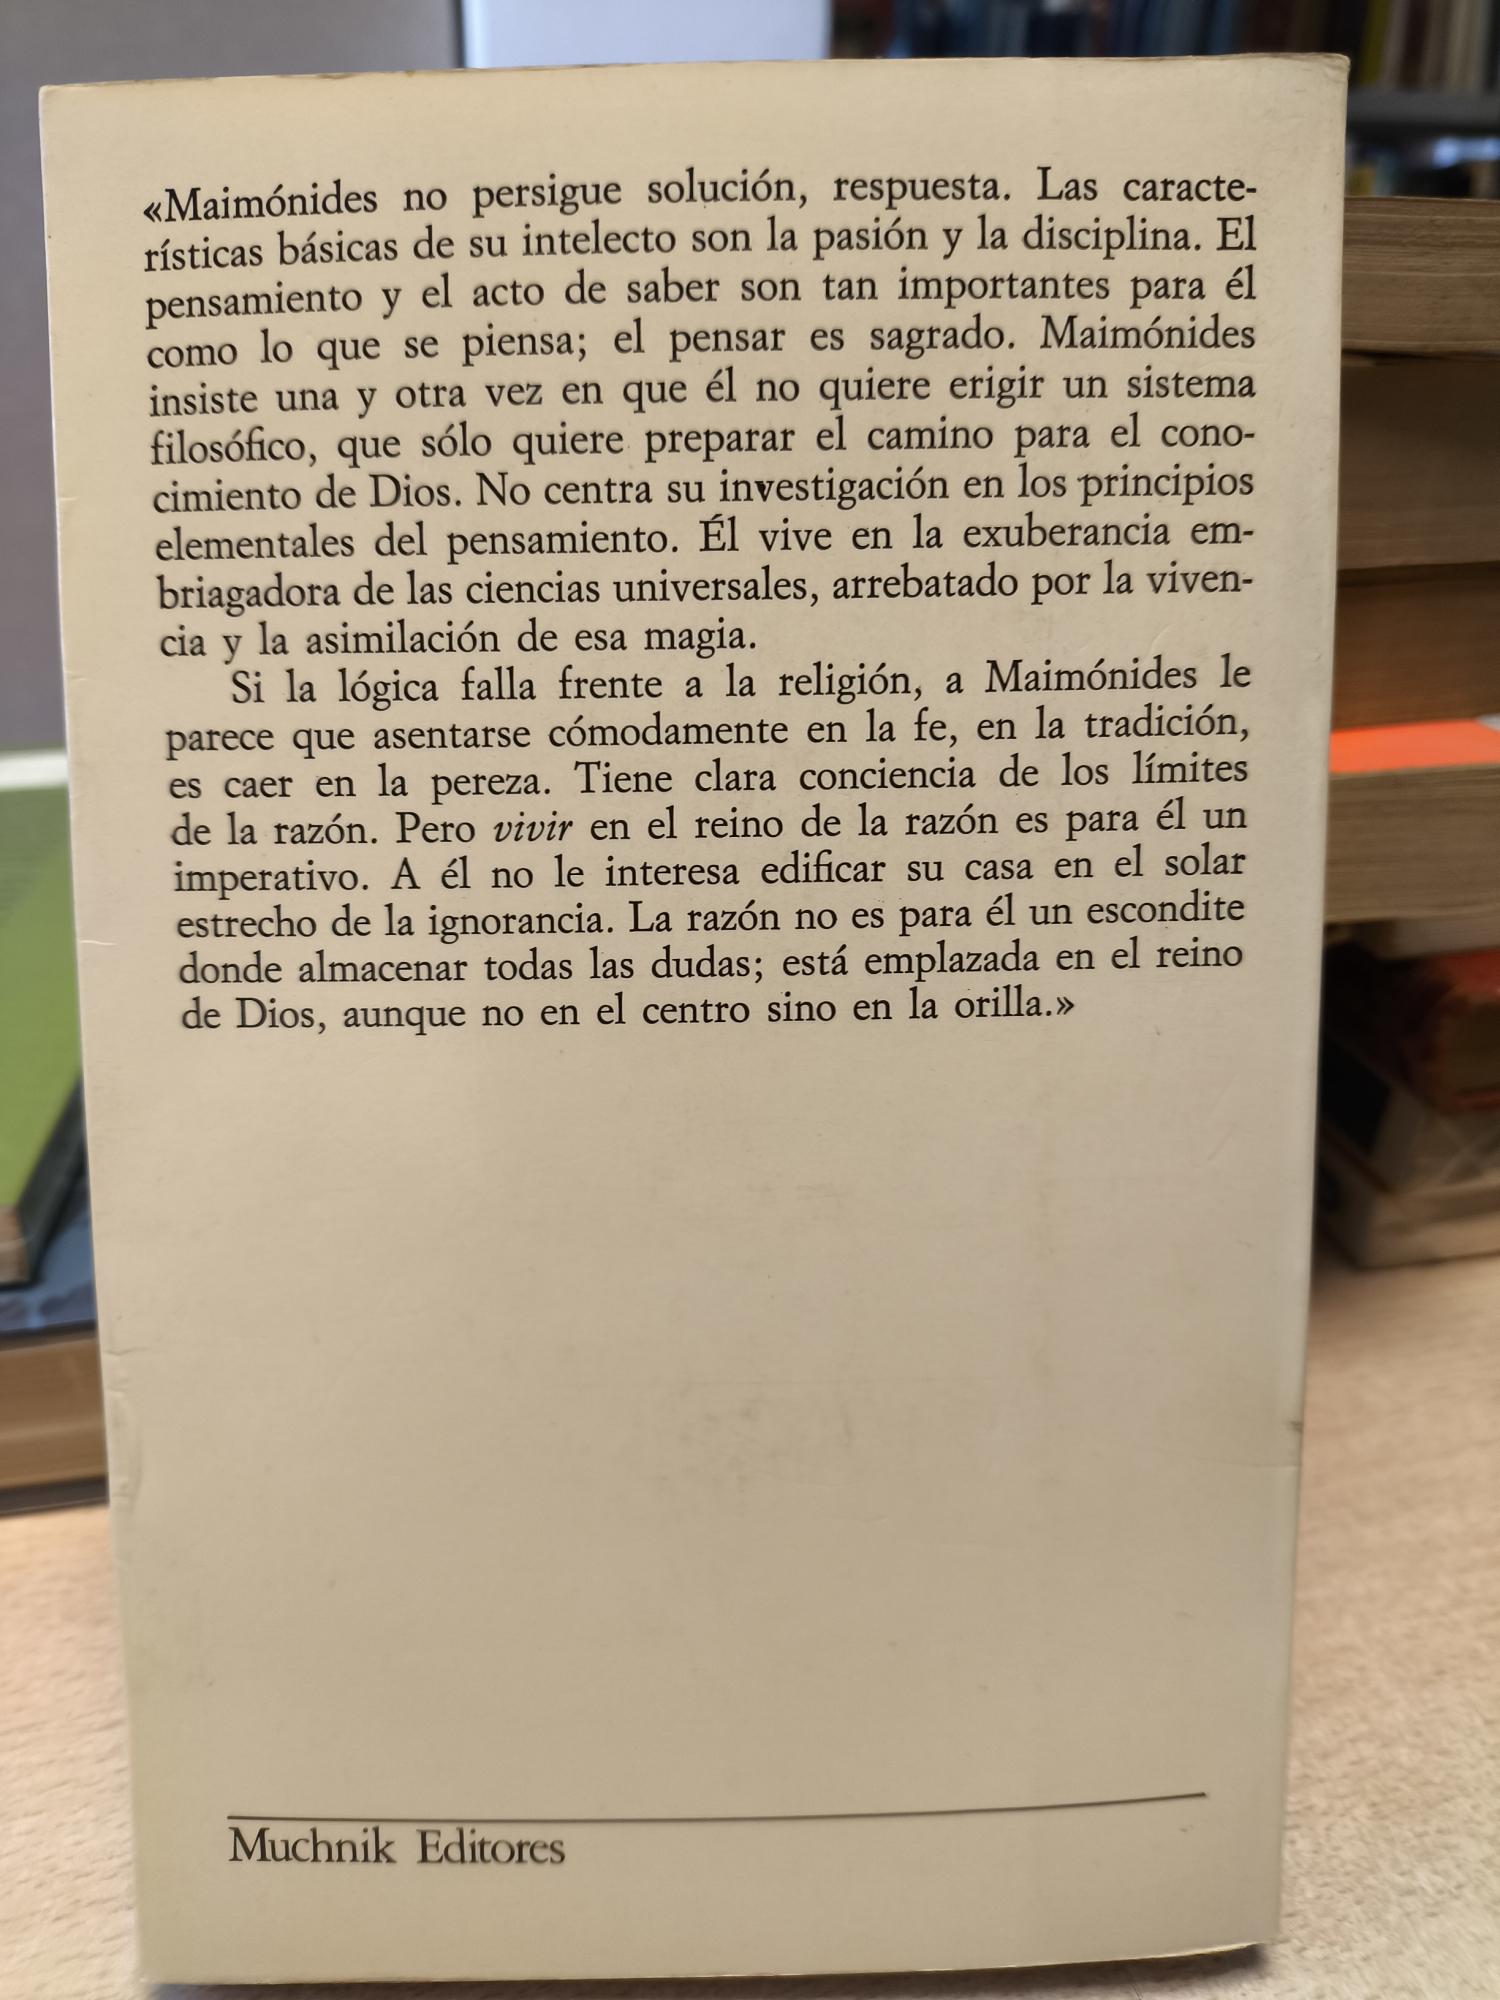 «Maimónides no persigue solución, respuesta. Las caracte-
rísticas básicas de su intelecto son la pasión y la disciplina. El
pensamiento y el acto de saber son tan importantes para él
como lo que se piensa; el pensar es sagrado. Maimónides
insiste una y otra vez en que él no quiere erigir un sistema
filosófico, que sólo quiere preparar el camino para el cono-
cimiento de Dios. No centra su investigación en los principios
elementales del pensamiento. Él vive en la exuberancia em-
briagadora de las ciencias universales, arrebatado por la viven-
cia y la asimilación de esa magia.
Si la lógica falla frente a la religión, a Maimónides le
parece que asentarse cómodamente en la fe, en la tradición,
es caer en la pereza. Tiene clara conciencia de los límites
de la razón. Pero vivir en el reino de la razón es para él un
imperativo. A él no le interesa edificar su casa en el solar
estrecho de la ignorancia. La razón no es para él un escondite
donde almacenar todas las dudas; está emplazada en el reino
de Dios, aunque no en el centro sino en la orilla.»
Muchnik Editores